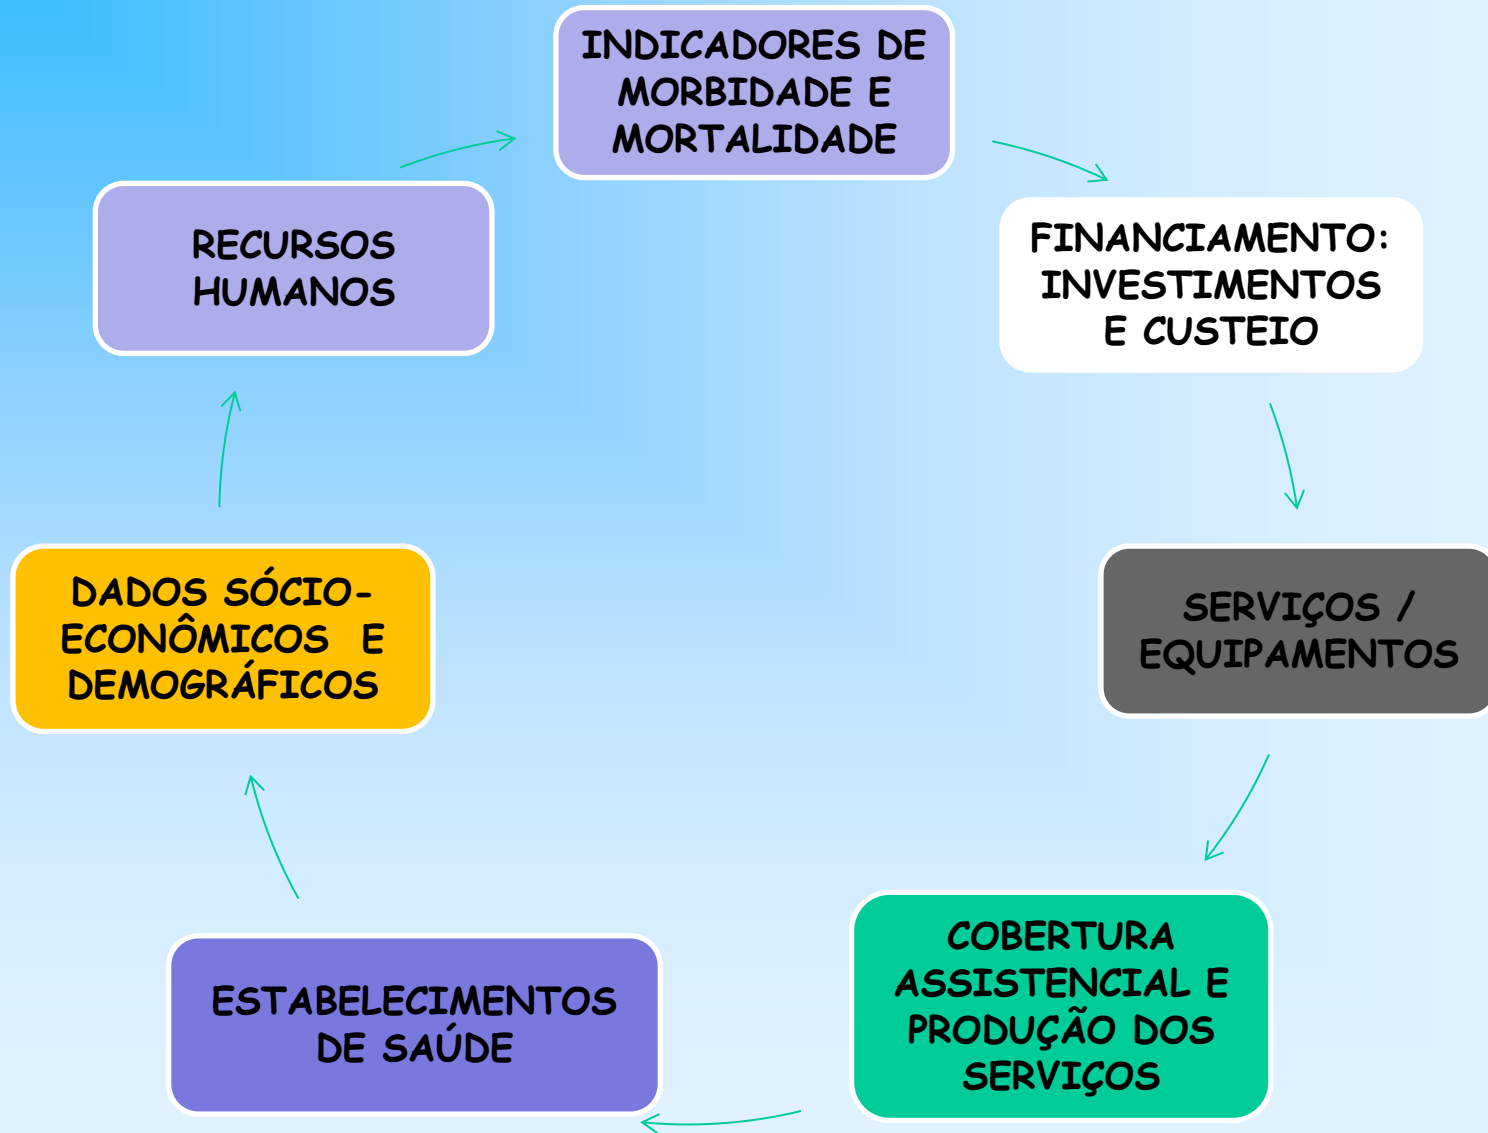 INDICADORES DE
MORBIDADE E
MORTALIDADE
FINANCIAMENTO:
INVESTIMENTOS
E CUSTEIO
SERVIÇOS /
EQUIPAMENTOS
COBERTURA
ASSISTENCIAL E
PRODUÇÃO DOS
SERVIÇOS
ESTABELECIMENTOS
DE SAÚDE
DADOS SÓCIO-
ECONÔMICOS E
DEMOGRÁFICOS
RECURSOS
HUMANOS